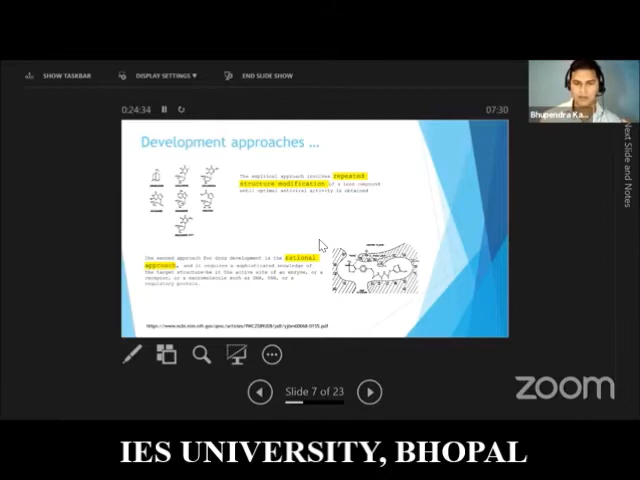 SHOW TASKBAR
DISPLAY SETTINGS ▼
END SLIDE SHOW
0:24:34
07:30
Bhupendra Ka...
Next Slide and Notes
Development approaches ...
The empirical approach involves repeated
structure modification of a lead compound
until optimal antiviral activity is obtained
The second approach for drug development is the rational
approach, and it requires a sophisticated knowledge of
the target structure-be it the active site of an enzyme, or a
receptor, or a macromolecule such as DNA, RNA, or a
regulatory protein.
Slide 7 of 23
zoom
IES UNIVERSITY, BHOPAL